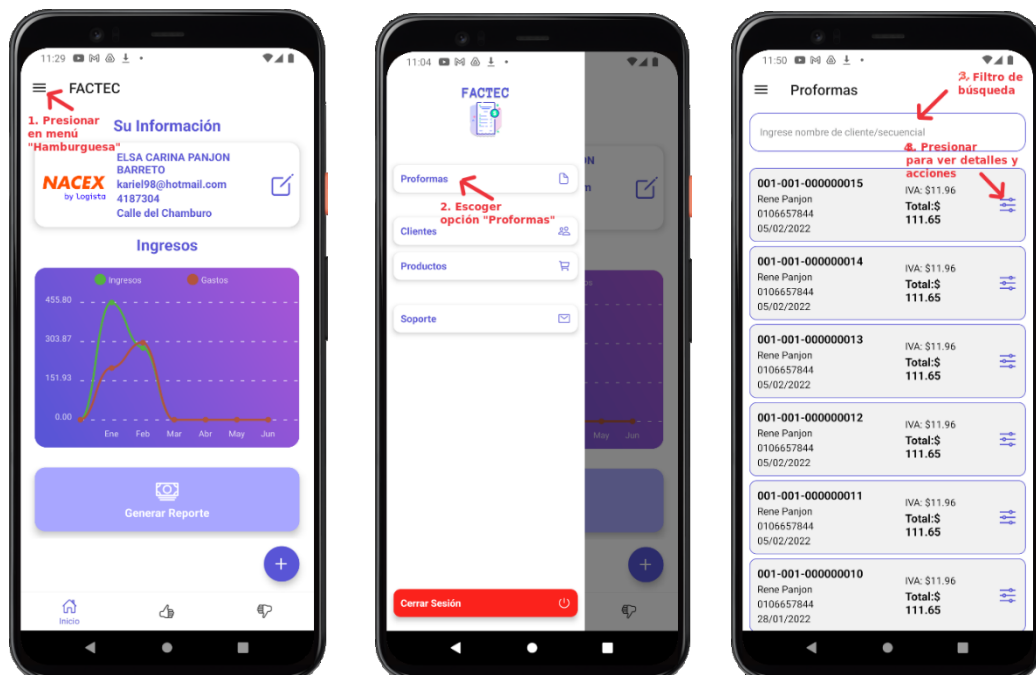 11:29
FACTEC
1. Presionar
en menú
"Hamburguesa"
Su Información
NACEX
by Logista
ELSA CARINA PANJON
BARRETO
kariel98@hotmail.com
4187304
Calle del Chamburo
Ingresos
Ingresos
Gastos
455.80
303.87
151.93
0.00
Ene Feb Mar Abr May Jun
Generar Reporte
+
Inicio
11:04
FACTEC
Proformas
2. Escoger
opción "Proformas"
Clientes
Productos
Soporte
Cerrar Sesión
ON
m
os
May Jun
+
11:50
Proformas
3. Filtro de
búsqueda
Ingrese nombre de cliente/secuencial
Presionar
para ver detalles y
acciones
001-001-000000015
Rene Panjon
0106657844
05/02/2022
IVA: $11.96
Total:$
111.65
001-001-000000014
Rene Panjon
0106657844
05/02/2022
IVA: $11.96
Total:$
111.65
001-001-000000013
Rene Panjon
0106657844
05/02/2022
IVA: $11.96
Total:$
111.65
001-001-000000012
Rene Panjon
0106657844
05/02/2022
IVA: $11.96
Total:$
111.65
001-001-000000011
Rene Panjon
0106657844
05/02/2022
IVA: $11.96
Total:$
111.65
001-001-000000010
Rene Panjon
0106657844
28/01/2022
IVA: $11.96
Total:$
111.65